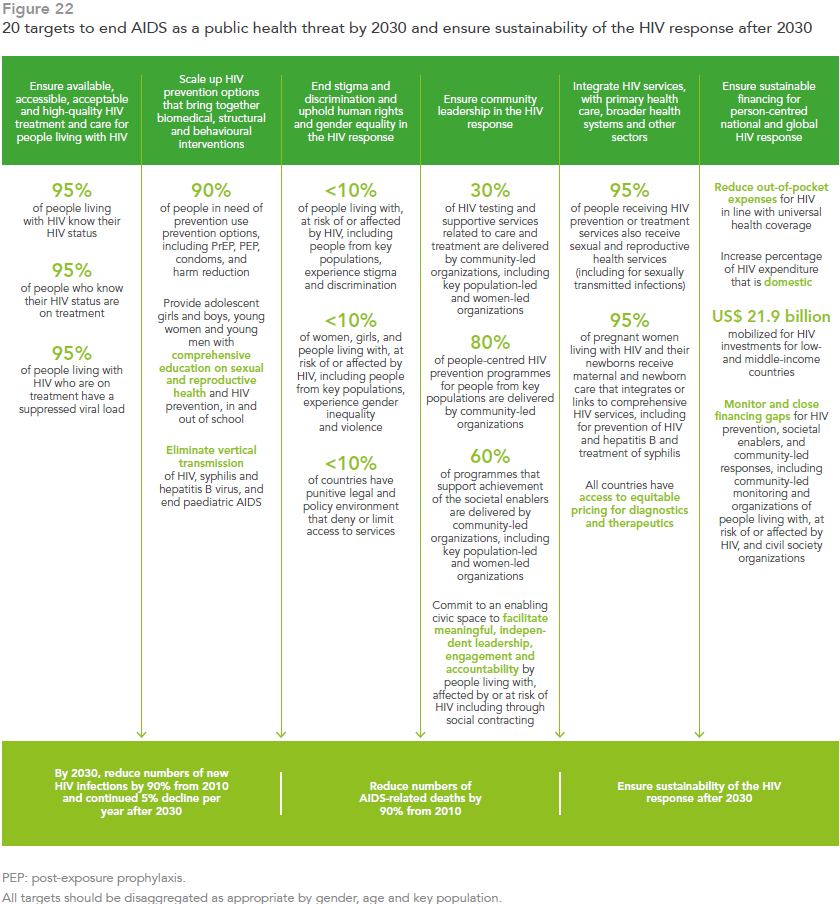 Figure 22
20 targets to end AIDS as a public health threat by 2030 and ensure sustainability of the HIV response after 2030
Ensure available,
accessible, acceptable
and high-quality HIV
treatment and care for
people living with HIV
Scale up HIV
prevention options
that bring together
biomedical, structural
and behavioural
interventions
End stigma and
discrimination and
uphold human rights
and gender equality in
the HIV response
Ensure community
leadership in the HIV
response
Integrate HIV services,
with primary health
care, broader health
systems and other
sectors
Ensure sustainable
financing for
person-centred
national and global
HIV response
95%
of people living
with HIV know their
HIV status
95%
of people who know
their HIV status are
on treatment
95%
of people living with
HIV who are on
treatment have a
suppressed viral load
90%
of people in need of
prevention use
prevention options,
including PrEP, PEP,
condoms, and
harm reduction
Provide adolescent
girls and boys, young
women and young
men with
comprehensive
education on sexual
and reproductive
health and HIV
prevention, in and
out of school
Eliminate vertical
transmission
of HIV, syphilis and
hepatitis B virus, and
end paediatric AIDS
<10%
of people living with,
at risk of or affected
by HIV, including
people from key
populations,
experience stigma
and discrimination
<10%
of women, girls, and
people living with, at
risk of or affected by
HIV, including people
from key populations,
experience gender
inequality
and violence
<10%
of countries have
punitive legal and
policy environment
that deny or limit
access to services
30%
of HIV testing and
supportive services
related to care and
treatment are delivered
by community-led
organizations, including
key population-led
and women-led
organizations
80%
of people-centred HIV
prevention programmes
for people from key
populations are delivered
by community-led
organizations
60%
of programmes that
support achievement
of the societal enablers
are delivered by
community-led
organizations, including
key population-led
and women-led
organizations
Commit to an enabling
civic space to facilitate
meaningful, indepen-
dent leadership,
engagement and
accountability by
people living with,
affected by or at risk of
HIV including through
social contracting
95%
of people receiving HIV
prevention or treatment
services also receive
sexual and reproductive
health services
(including for sexually
transmitted infections)
95%
of pregnant women
living with HIV and their
newborns receive
maternal and newborn
care that integrates or
links to comprehensive
HIV services, including
for prevention of HIV
and hepatitis B and
treatment of syphilis
All countries have
access to equitable
pricing for diagnostics
and therapeutics
Reduce out-of-pocket
expenses for HIV
in line with universal
health coverage
Increase percentage
of HIV expenditure
that is domestic
US$ 21.9 billion
mobilized for HIV
investments for low-
and middle-income
countries
Monitor and close
financing gaps for HIV
prevention, societal
enablers, and
community-led
responses, including
community-led
monitoring and
organizations of
people living with, at
risk of or affected by
HIV, and civil society
organizations
By 2030, reduce numbers of new
HIV infections by 90% from 2010
and continued 5% decline per
year after 2030
Reduce numbers of
AIDS-related deaths by
90% from 2010
Ensure sustainability of the HIV
response after 2030
PEP: post-exposure prophylaxis.
All targets should be disaggregated as appropriate by gender, age and key population.